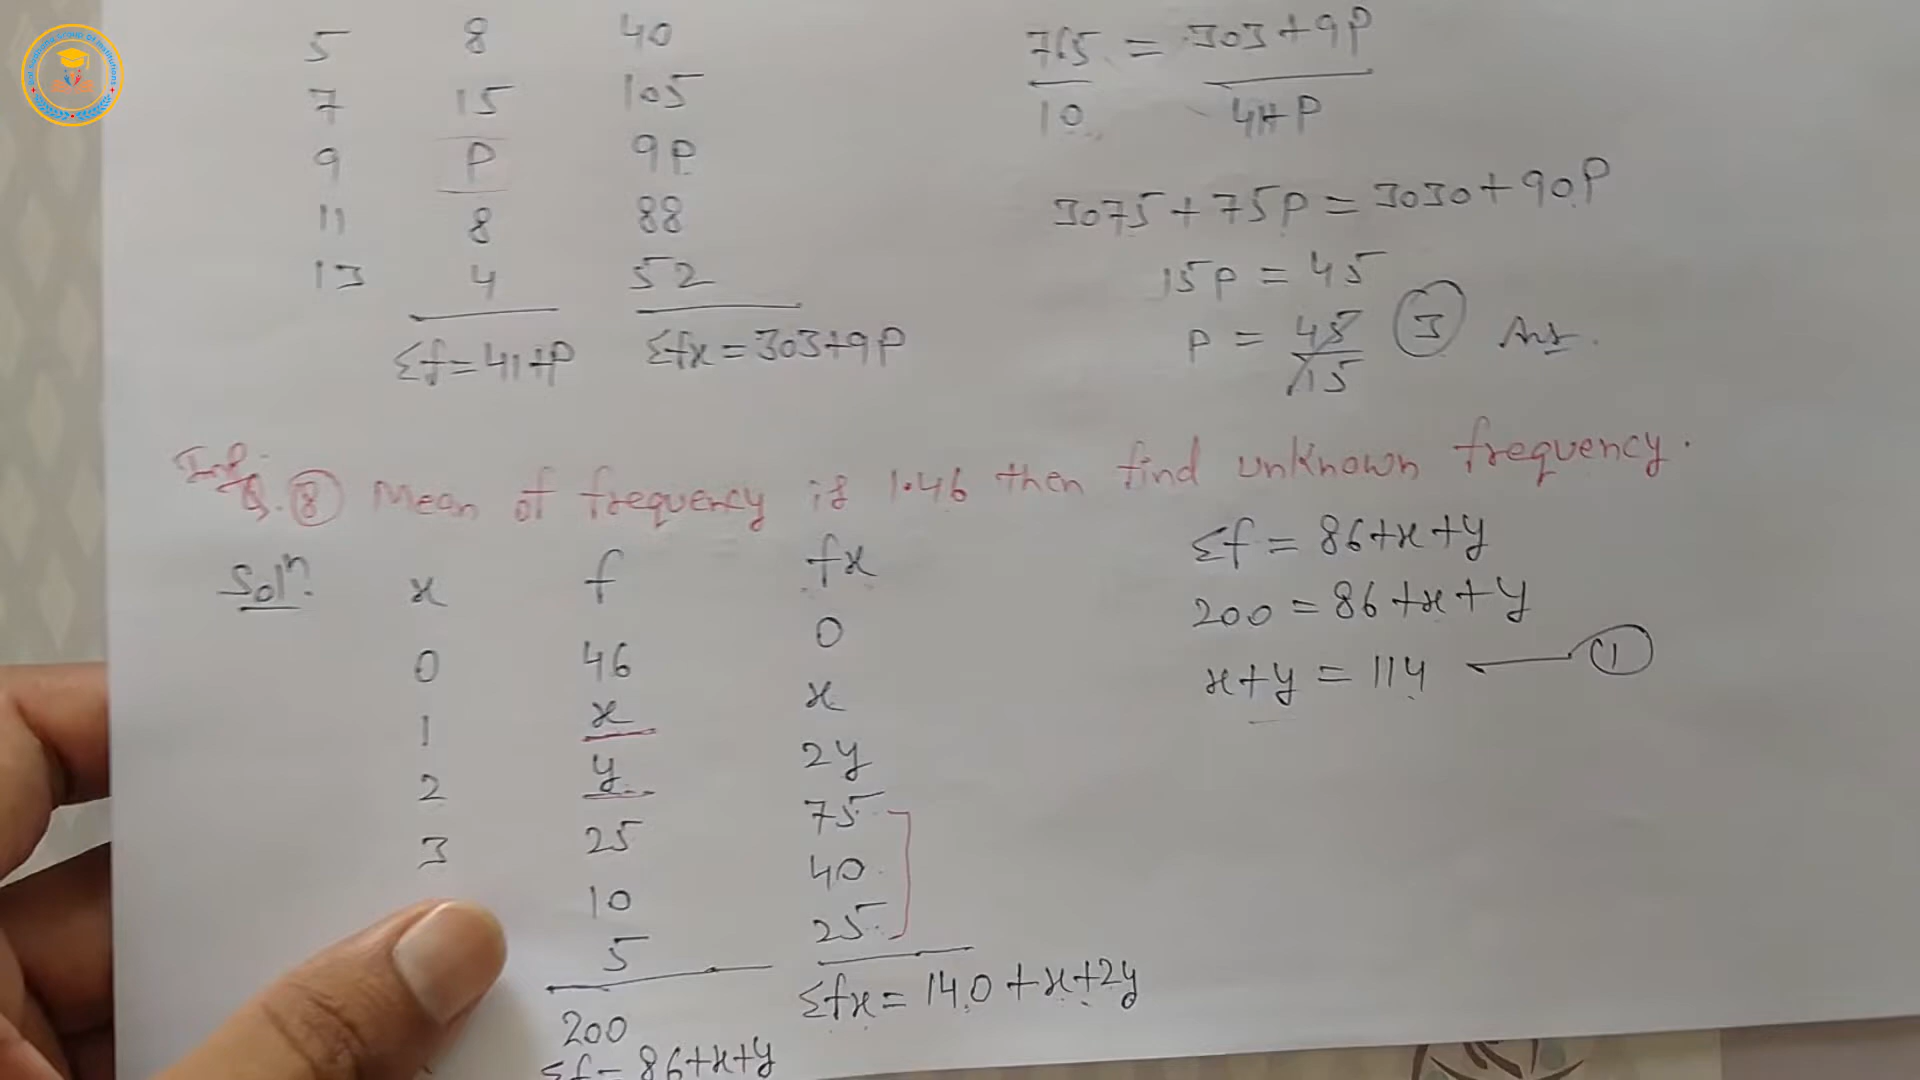 5 8 40
7 15 105
9 P 9P
11 8 88
13 4 52
Σf=41+P Σfx=303+9P
765/10 = 303+9P/41+P
3075+75P=3030+90P
15P=45
P=45/15 3 Ans.
Imp. Q.8 Mean of frequency is 1.46 then find unknown frequency.
Solⁿ. x f fx
0 46 0
1 x x
2 y 2y
3 25 75
10 40
5 25
200 Σfx=140+x+2y
Σf=86+x+y
Σf=86+x+y
200=86+x+y
x+y=114 1